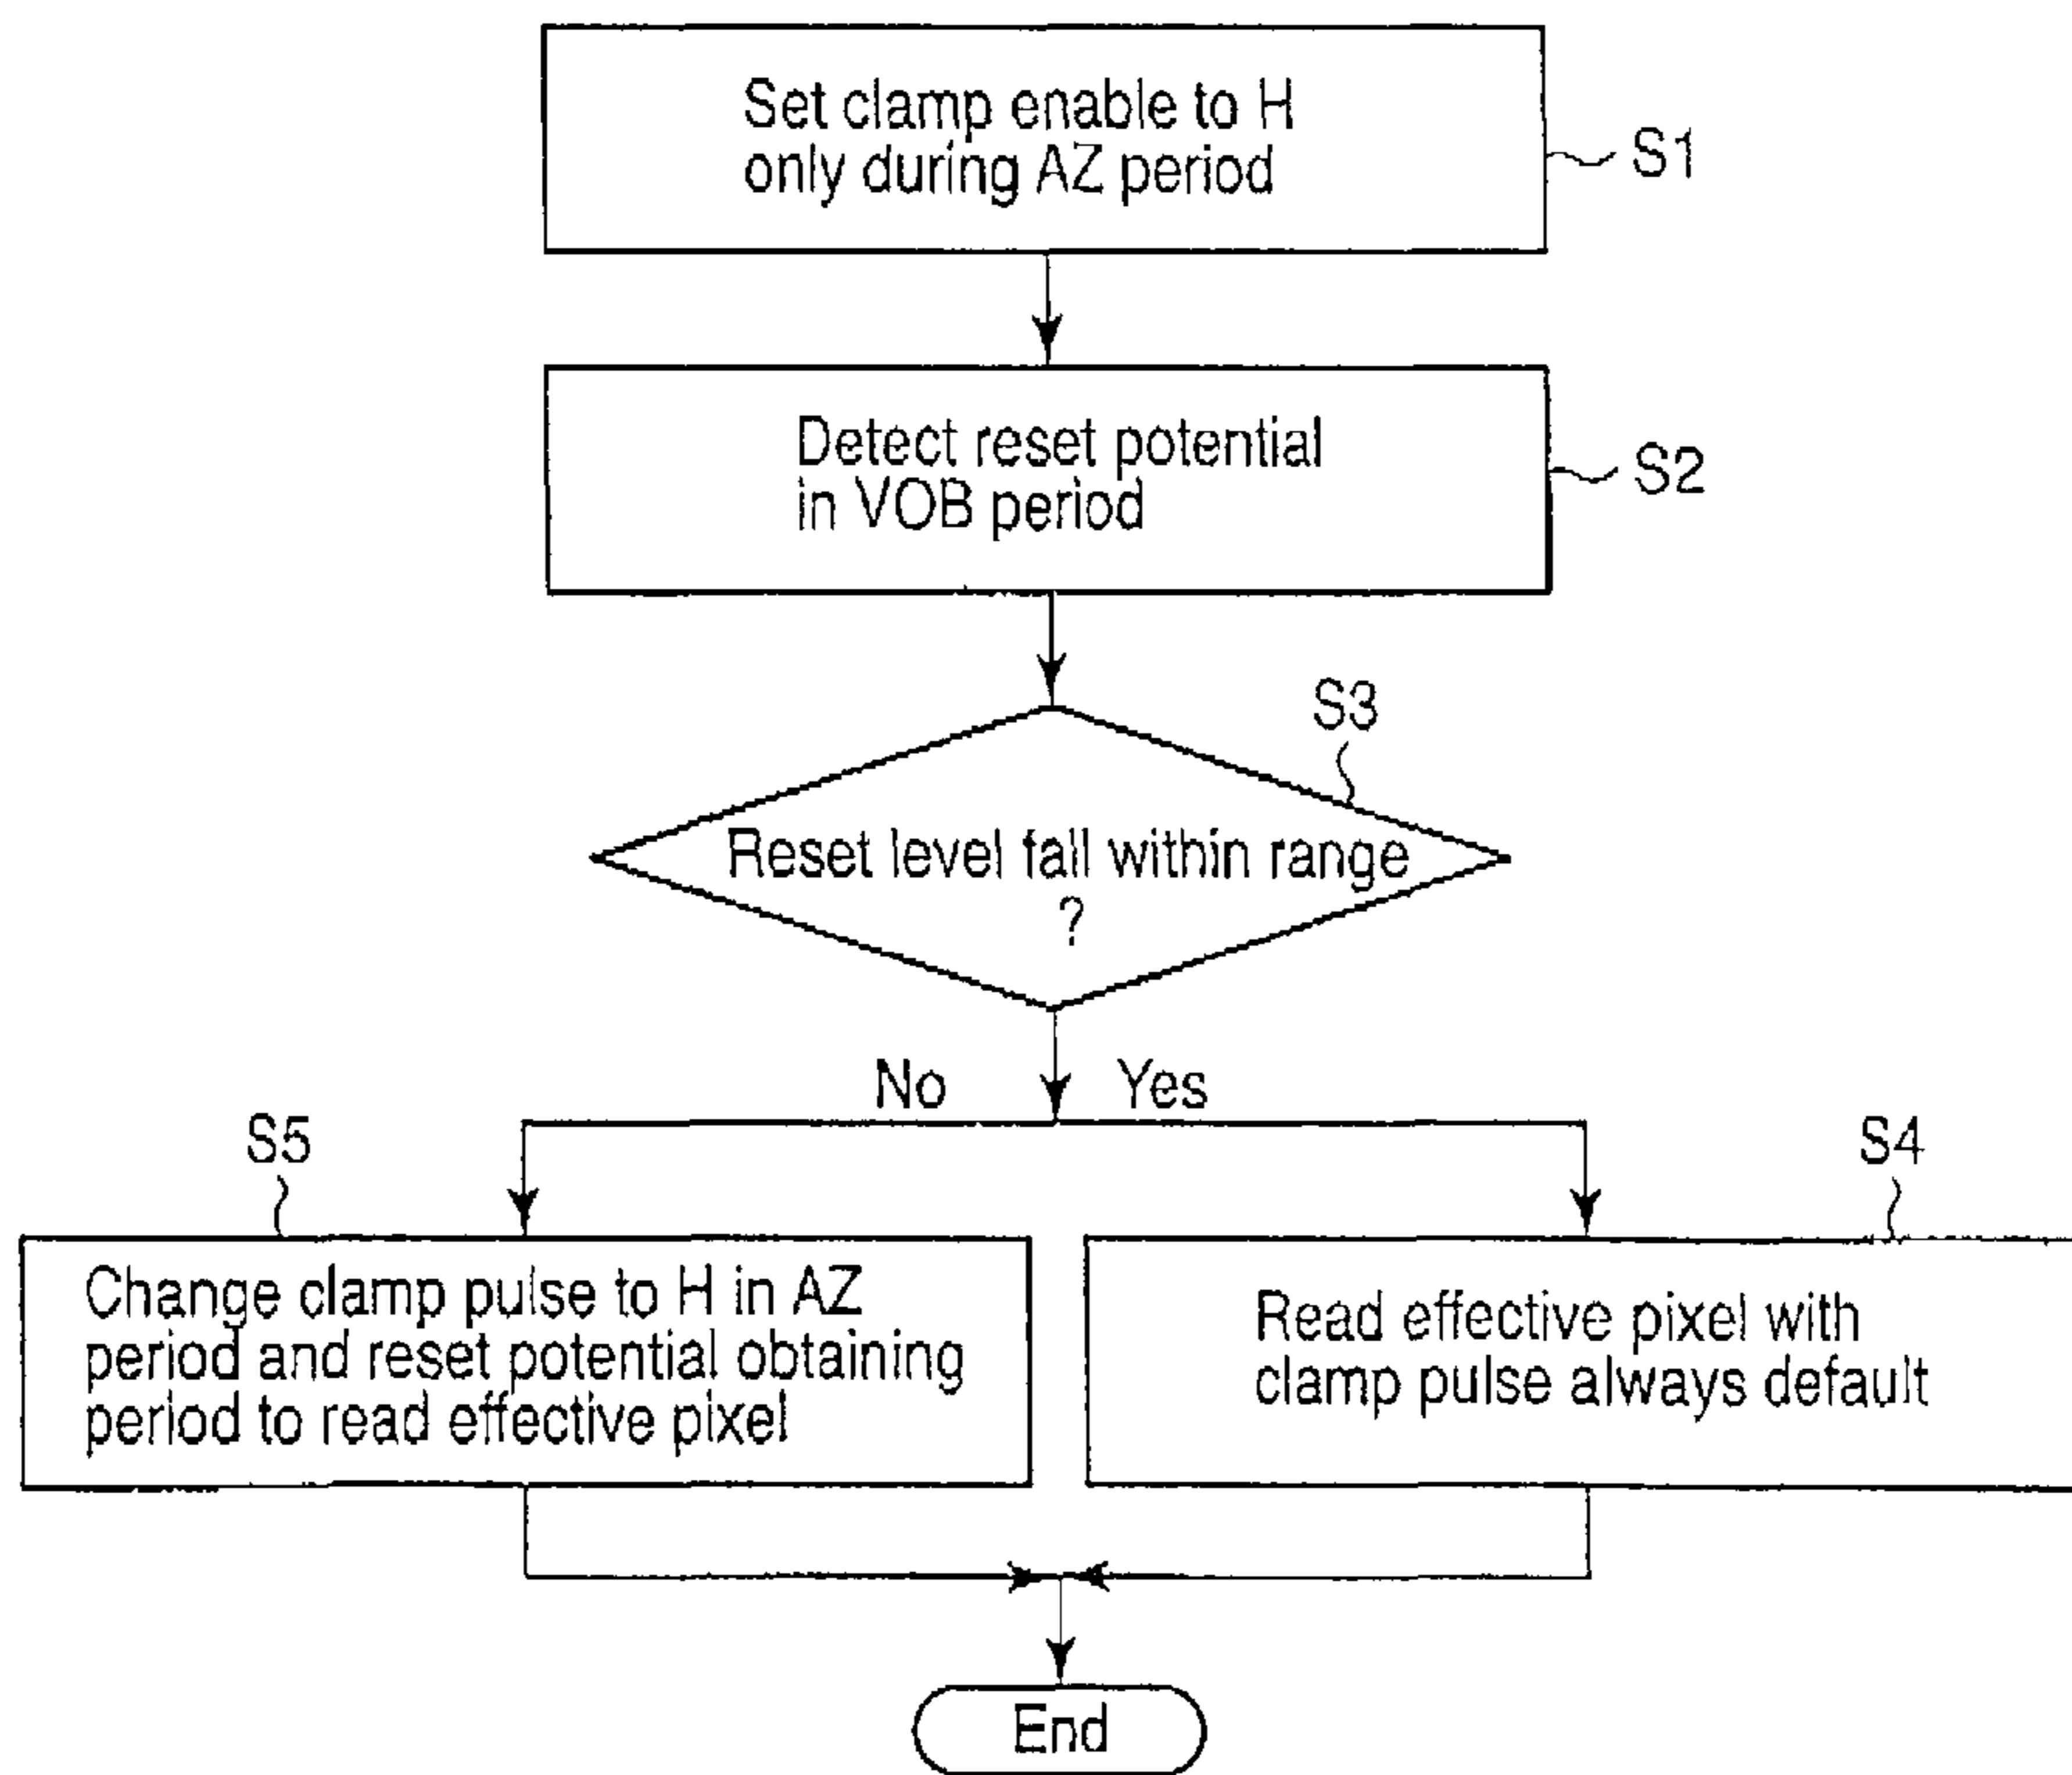 Set clamp enable to H
only during AZ period
S1
Detect reset potential
in VOB period
S2
S3
Reset level fall within range
?
No
Yes
S5
S4
Change clamp pulse to H in AZ
period and reset potential obtaining
period to read effective pixel
Read effective pixel with
clamp pulse always default
End